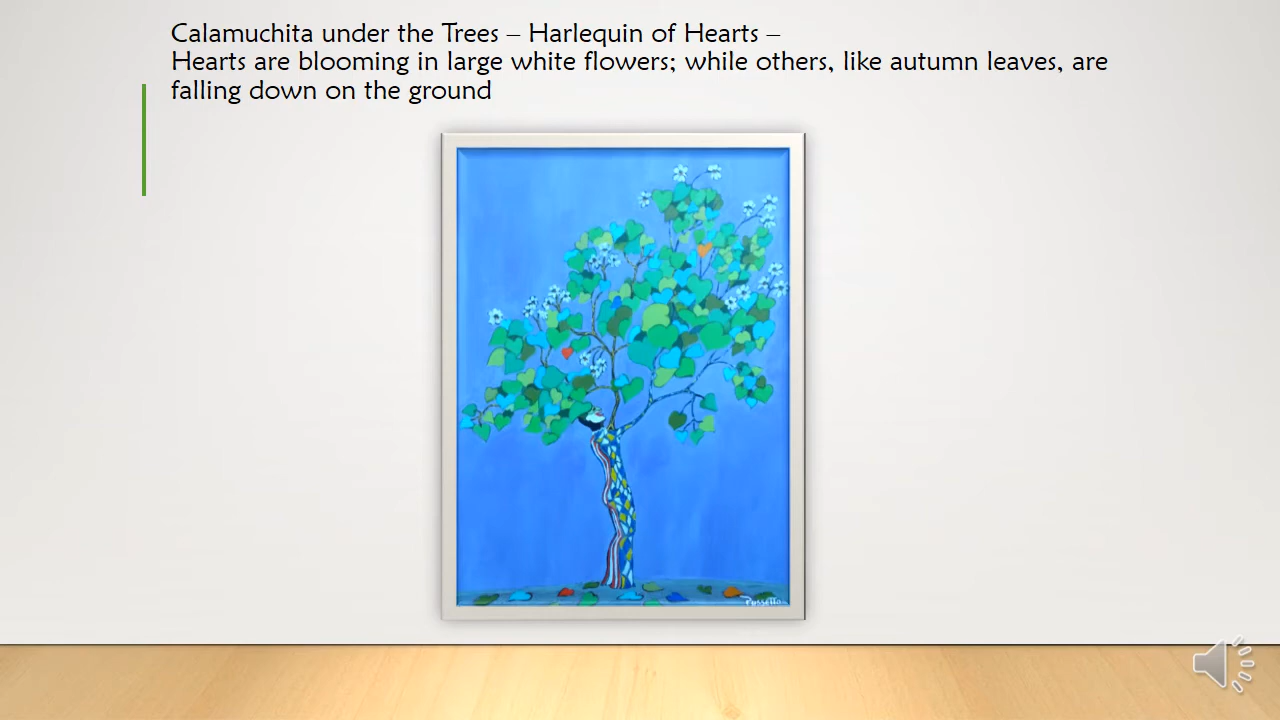 Calamuchita under the Trees – Harlequin of Hearts –
Hearts are blooming in large white flowers; while others, like autumn leaves, are
falling down on the ground